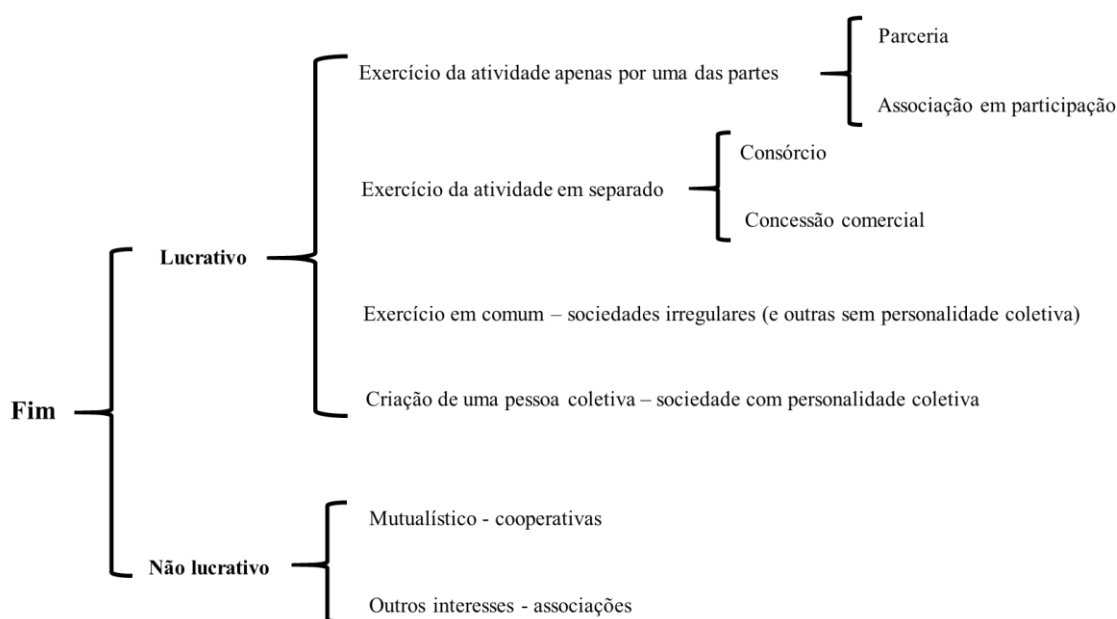 Parceria
Exercício da atividade apenas por uma das partes
Associação em participação
Consórcio
Exercício da atividade em separado
Concessão comercial
Lucrativo
Exercício em comum – sociedades irregulares (e outras sem personalidade coletiva)
Criação de uma pessoa coletiva – sociedade com personalidade coletiva
Fim
Mutualístico - cooperativas
Não lucrativo
Outros interesses - associações